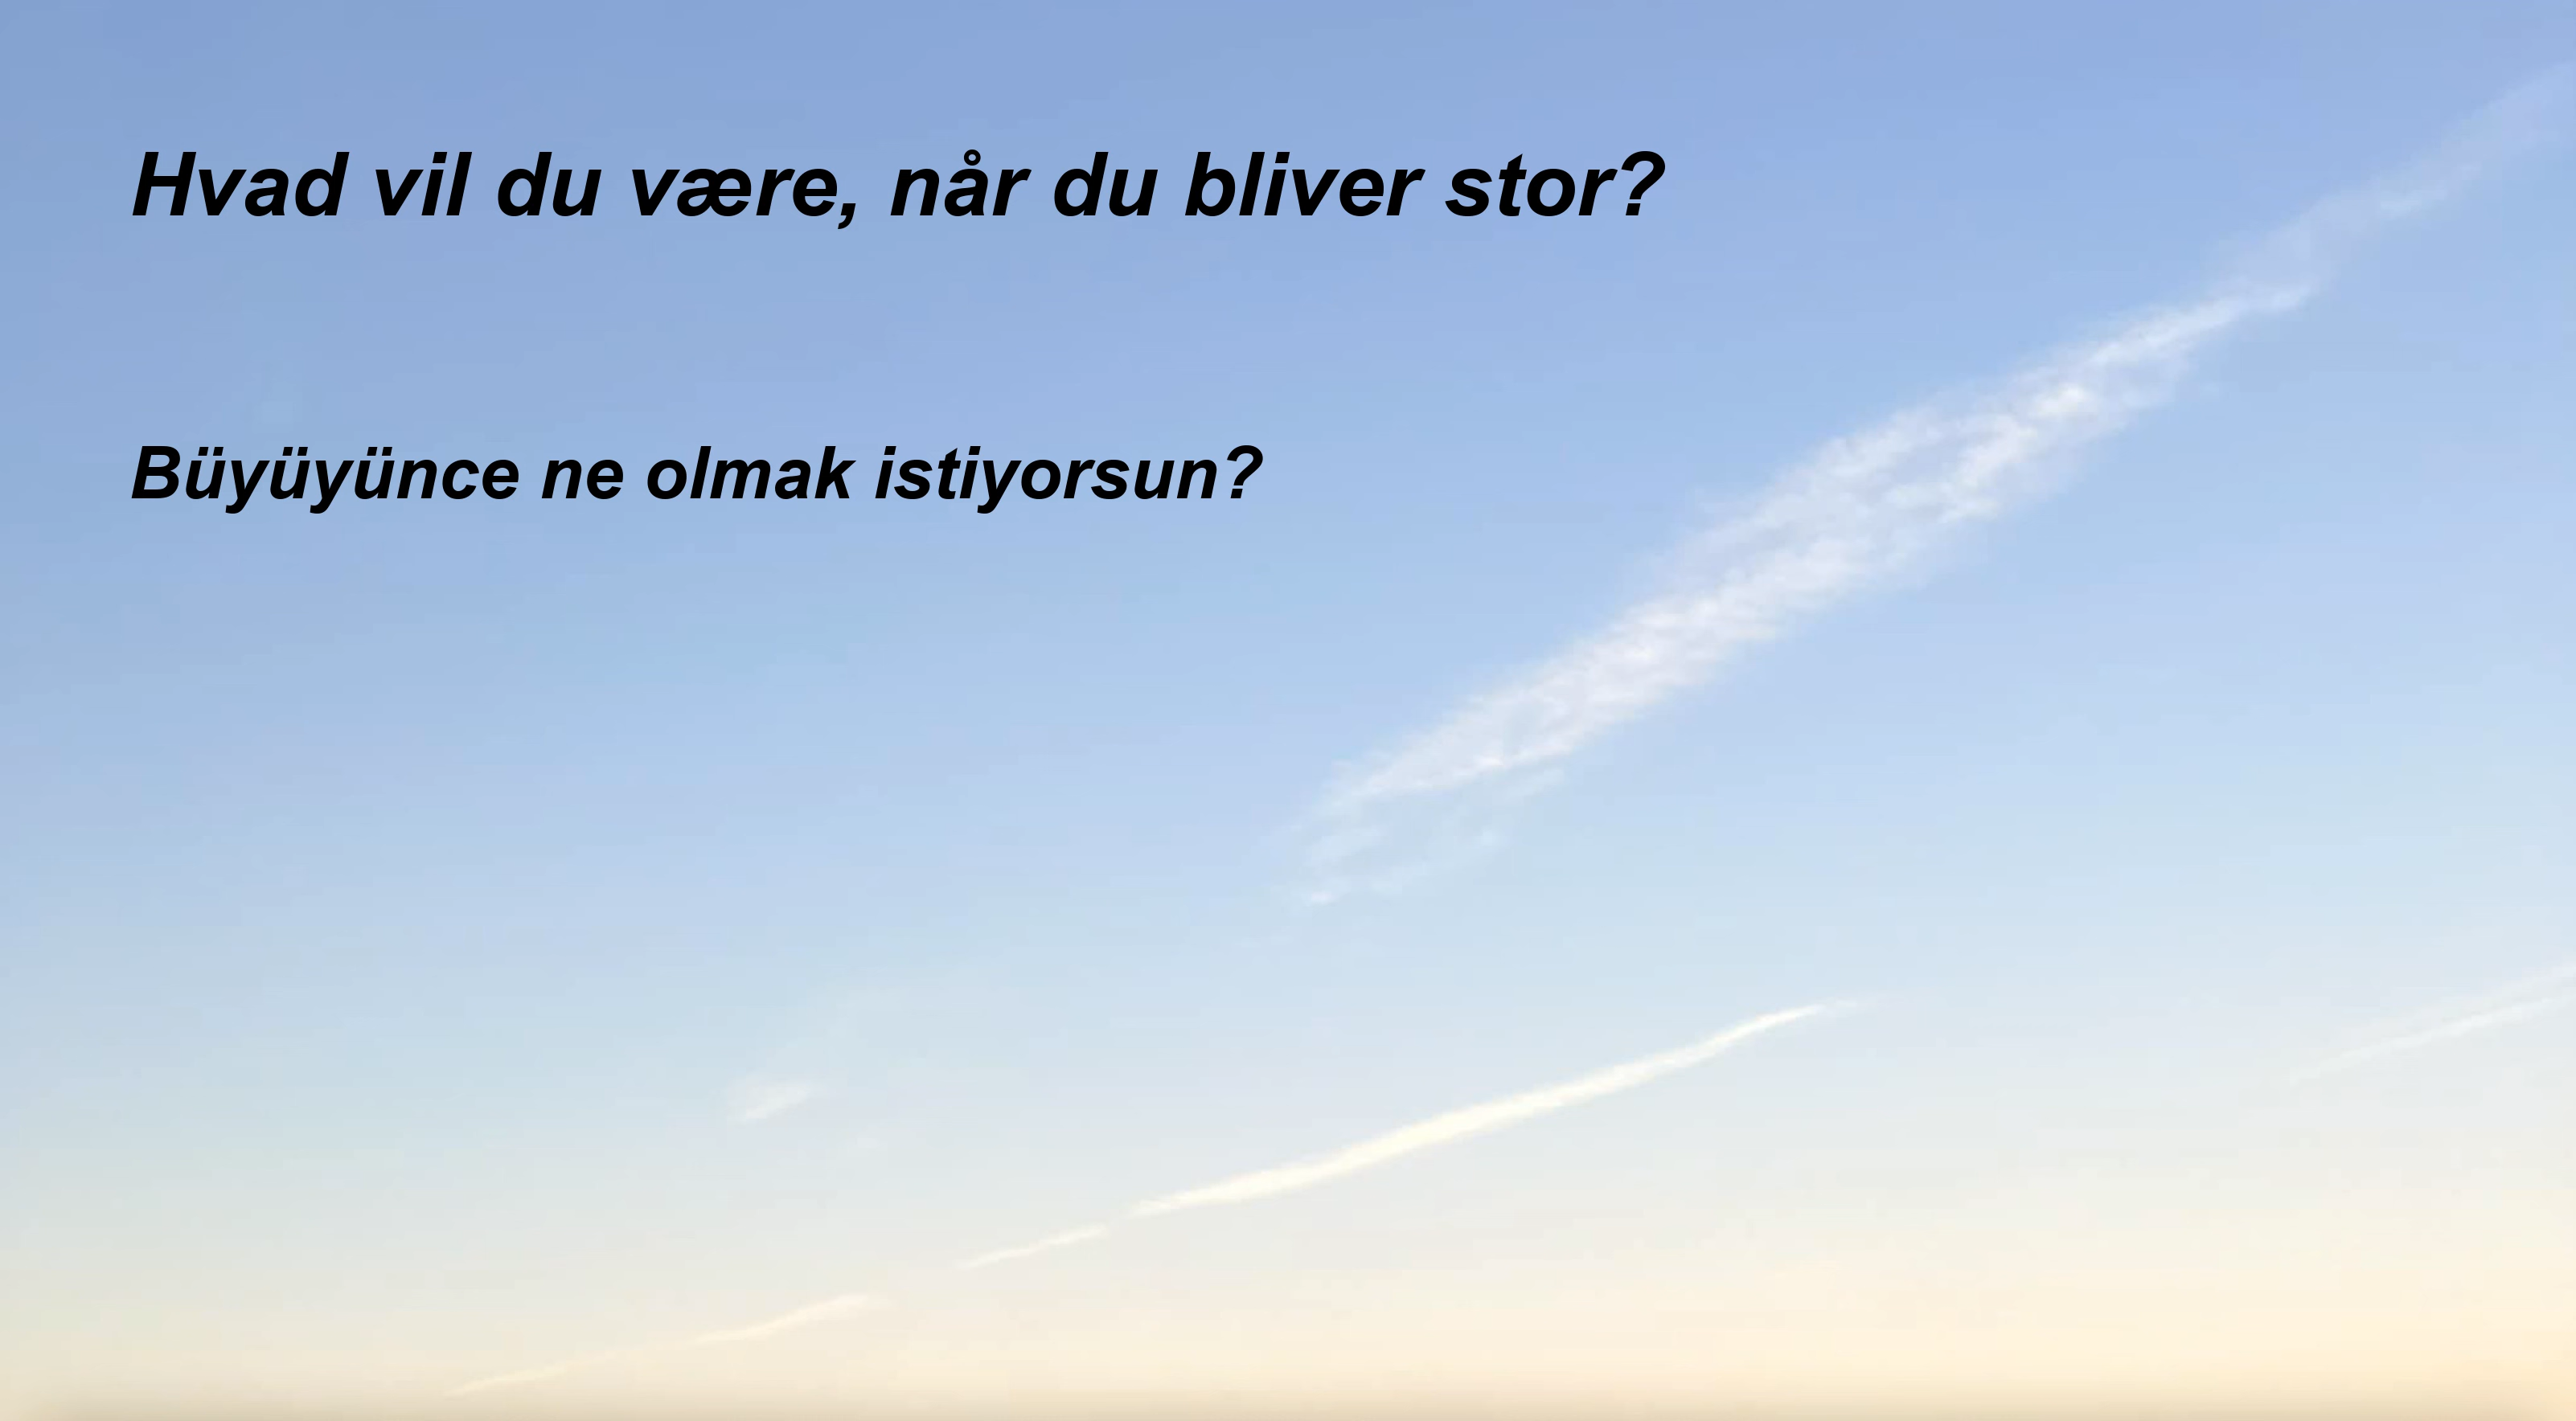 Hvad vil du være, når du bliver stor?
Büyüyünce ne olmak istiyorsun?